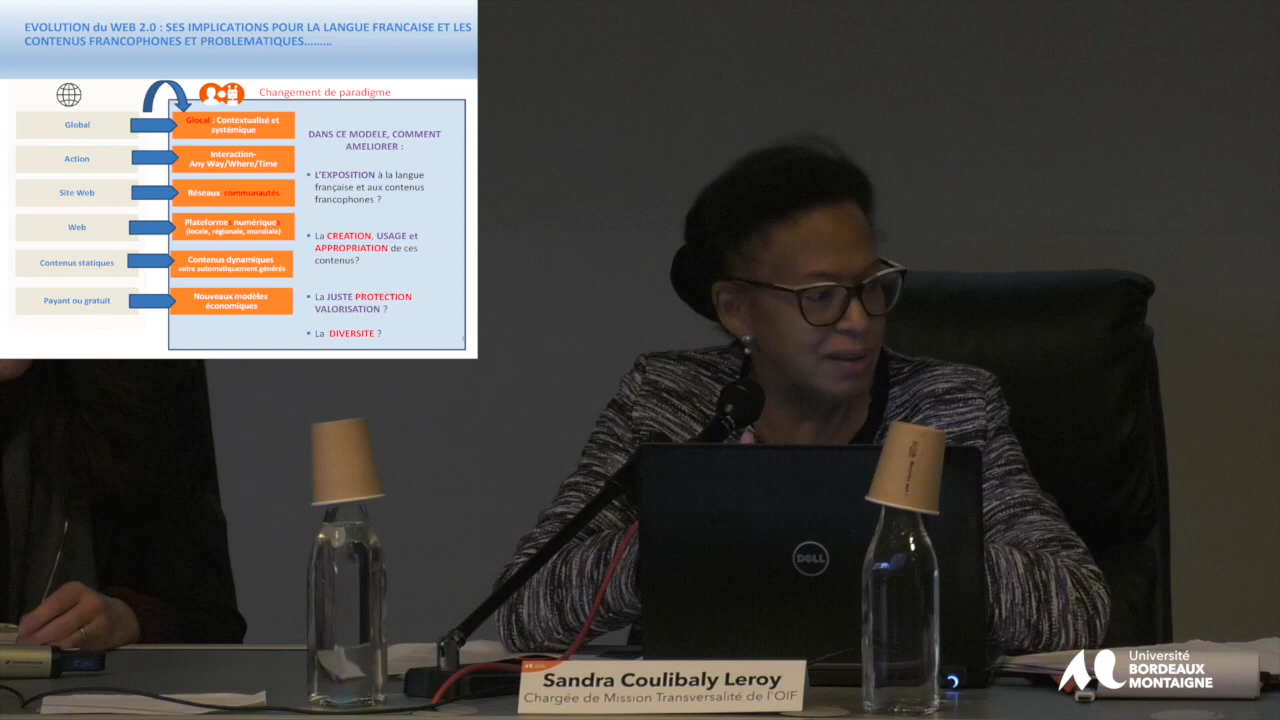 EVOLUTION du WEB 2.0 : SES IMPLICATIONS POUR LA LANGUE FRANCAISE ET LES
CONTENUS FRANCOPHONES ET PROBLEMATIQUES.........
Changement de paradigme
Global
Glocal : Contextualisé et
systémique
Action
Interaction-
Any Way/Where/Time
Site Web
Réseaux communautés
Web
Plateformes numériques
(locale, régionale, mondiale)
Contenus statiques
Contenus dynamiques
voire automatiquement générés
Payant ou gratuit
Nouveaux modèles
économiques
DANS CE MODELE, COMMENT
AMELIORER :
▪ L'EXPOSITION à la langue
française et aux contenus
francophones ?
▪ La CREATION, USAGE et
APPROPRIATION de ces
contenus?
▪ La JUSTE PROTECTION
VALORISATION ?
▪ La DIVERSITE ?
DELL
Sandra Coulibaly Leroy
Chargée de Mission Transversalité de l'OIF
Université
BORDEAUX
MONTAIGNE